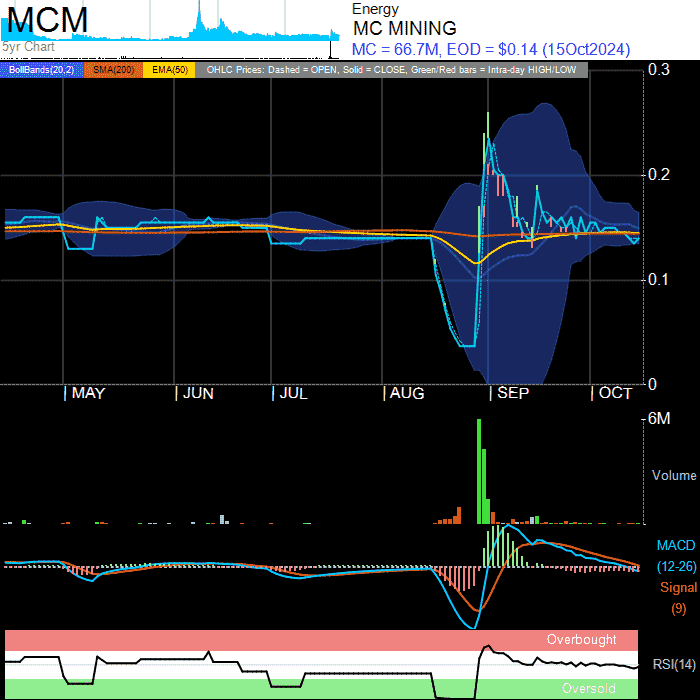 MCM
5yr Chart
Energy
MC MINING
MC = 66.7M, EOD = $0.14 (15Oct2024)
BollBands(20,2) SMA(200) EMA(50) OHLC Prices: Dashed = OPEN, Solid = CLOSE, Green/Red bars = Intra-day HIGH/LOW
0.3
0.2
0.1
0
MAY JUN JUL AUG SEP OCT
6M
Volume
MACD
(12-26)
Signal
(9)
Overbought
RSI(14)
Oversold